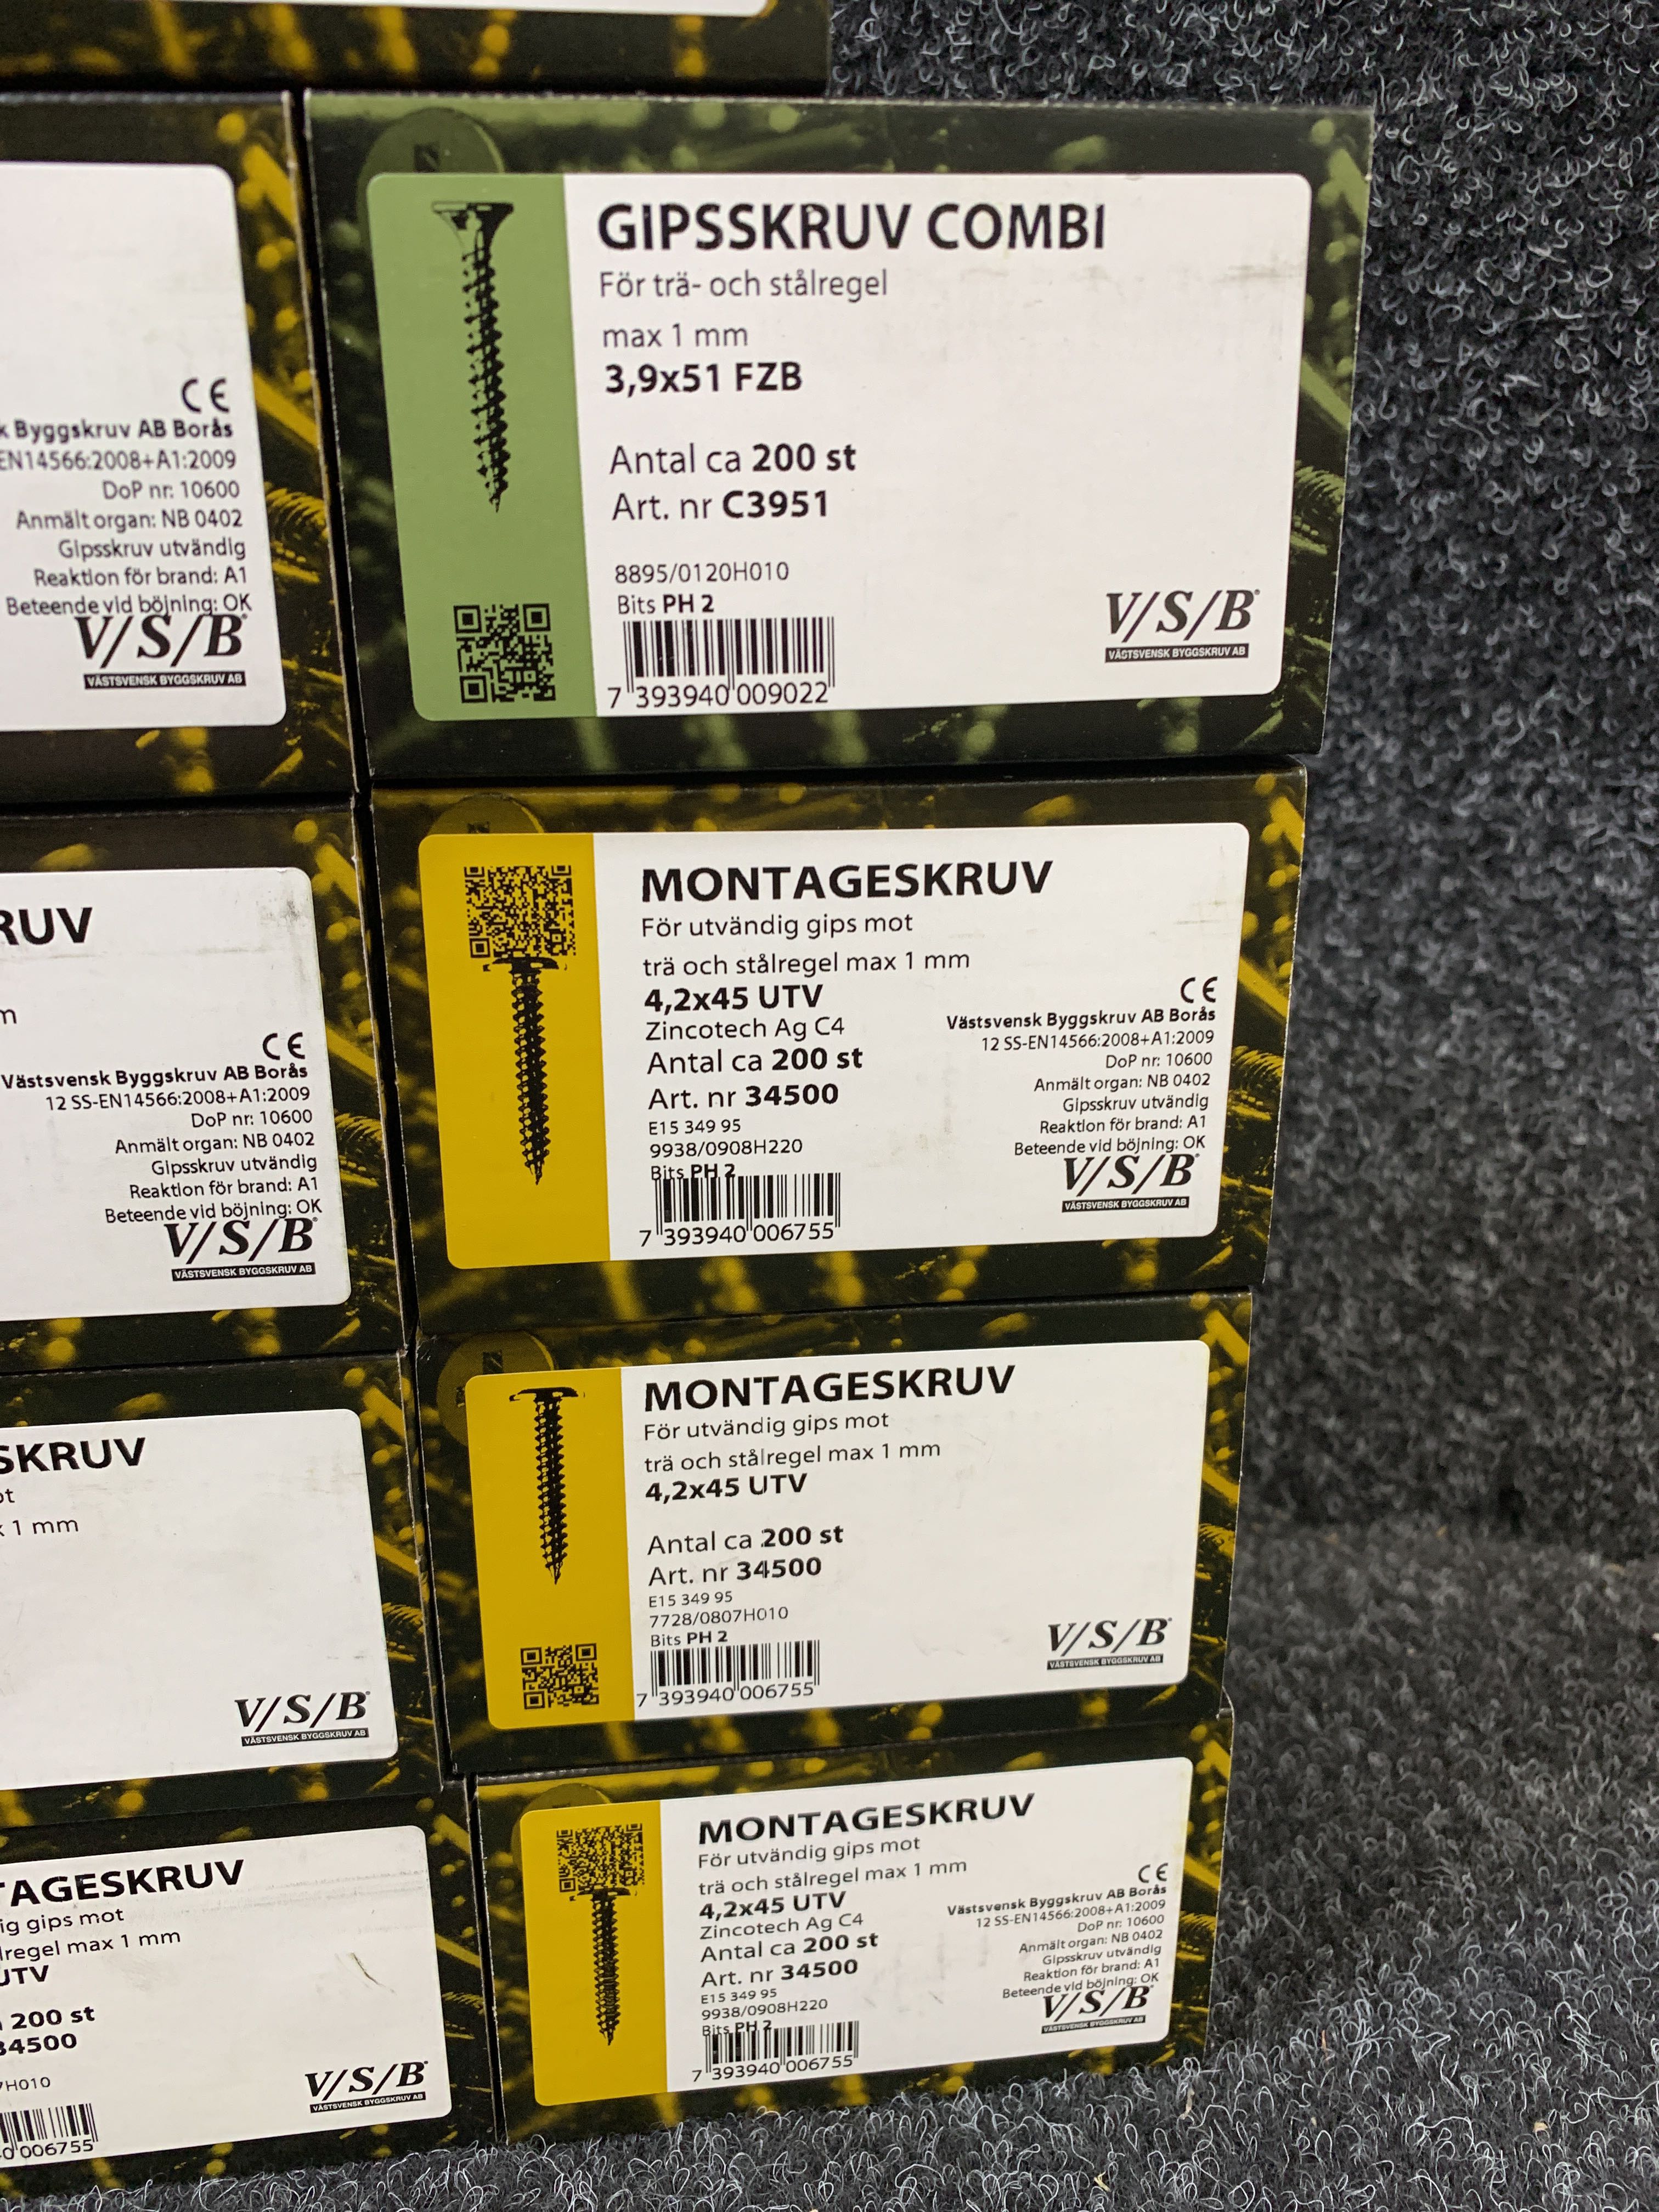 CE
k Byggskruv AB Borås
EN14566:2008+A1:2009
DoP nr: 10600
Anmält organ: NB 0402
Gipsskruv utvändig
Reaktion för brand: A1
Beteende vid böjning: OK
V/S/B
VÄSTSVENSK BYGGSKRUV AB
GIPSSKRUV COMBI
För trä- och stålregel
max 1 mm
3,9x51 FZB
Antal ca 200 st
Art. nr C3951
8895/0120H010
Bits PH 2
7 393940 009022
V/S/B
VÄSTSVENSK BYGGSKRUV AB
RUV
m
CE
Västsvensk Byggskruv AB Borås
12 SS-EN14566:2008+A1:2009
DoP nr: 10600
Anmält organ: NB 0402
Gipsskruv utvändig
Reaktion för brand: A1
Beteende vid böjning: OK
V/S/B
VÄSTSVENSK BYGGSKRUV AB
MONTAGESKRUV
För utvändig gips mot
trä och stålregel max 1 mm
4,2x45 UTV
Zincotech Ag C4
Antal ca 200 st
Art. nr 34500
E15 349 95
9938/0908H220
Bits PH 2
7 393940 006755
CE
Västsvensk Byggskruv AB Borås
12 SS-EN14566:2008+A1:2009
DoP nr: 10600
Anmält organ: NB 0402
Gipsskruv utvändig
Reaktion för brand: A1
Beteende vid böjning: OK
V/S/B
VÄSTSVENSK BYGGSKRUV AB
SKRUV
ot
x 1 mm
V/S/B
VÄSTSVENSK BYGGSKRUV AB
MONTAGESKRUV
För utvändig gips mot
trä och stålregel max 1 mm
4,2x45 UTV
Antal ca 200 st
Art. nr 34500
E15 349 95
7728/0807H010
Bits PH 2
7 393940 006755
V/S/B
VÄSTSVENSK BYGGSKRUV AB
TAGESKRUV
ig gips mot
lregel max 1 mm
UTV
200 st
34500
7H010
0 006755
V/S/B
VÄSTSVENSK BYGGSKRUV AB
MONTAGESKRUV
För utvändig gips mot
trä och stålregel max 1 mm
4,2x45 UTV
Zincotech Ag C4
Antal ca 200 st
Art. nr 34500
E15 349 95
9938/0908H220
Bits PH 2
7 393940 006755
CE
Västsvensk Byggskruv AB Borås
12 SS-EN14566:2008+A1:2009
DoP nr: 10600
Anmält organ: NB 0402
Gipsskruv utvändig
Reaktion för brand: A1
Beteende vid böjning: OK
V/S/B
VÄSTSVENSK BYGGSKRUV AB